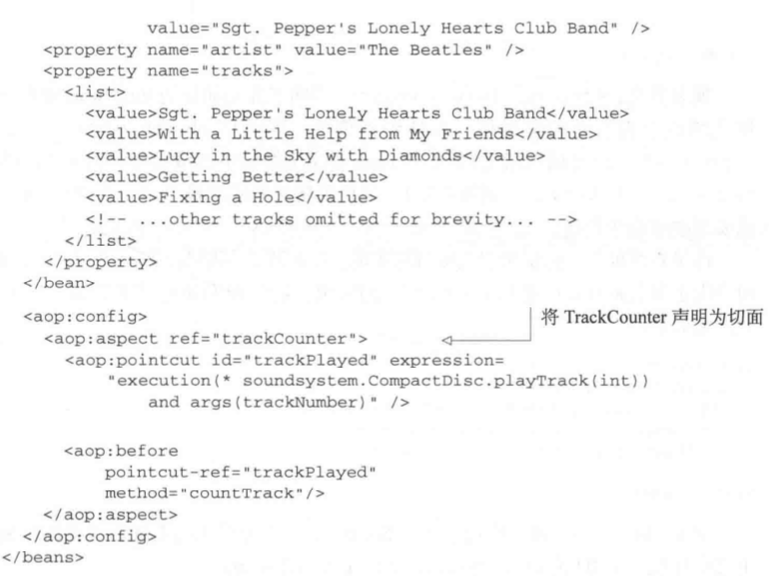 value="Sgt. Pepper's Lonely Hearts Club Band" />
<property name="artist" value="The Beatles" />
<property name="tracks">
<list>
<value>Sgt. Pepper's Lonely Hearts Club Band</value>
<value>With a Little Help from My Friends</value>
<value>Lucy in the Sky with Diamonds</value>
<value>Getting Better</value>
<value>Fixing a Hole</value>
<!-- ...other tracks omitted for brevity... -->
</list>
</property>
</bean>
<aop:config>
将 TrackCounter 声明为切面
<aop:aspect ref="trackCounter">
<aop:pointcut id="trackPlayed" expression=
"execution(* soundsystem.CompactDisc.playTrack(int))
and args(trackNumber)" />
<aop:before
pointcut-ref="trackPlayed"
method="countTrack"/>
</aop:aspect>
</aop:config>
</beans>